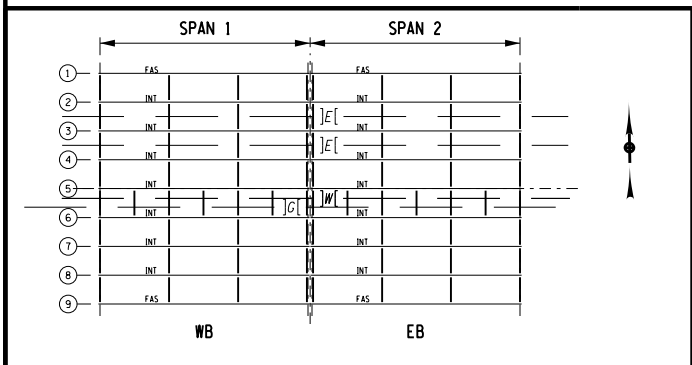 SPAN 1 SPAN 2
1 FAS FAS
2 INT INT
]E[
3 INT INT
]E[
4 INT INT
5 INT INT
]G[ ]W[
6 INT INT
7 INT INT
8 INT INT
9 FAS FAS
WB EB